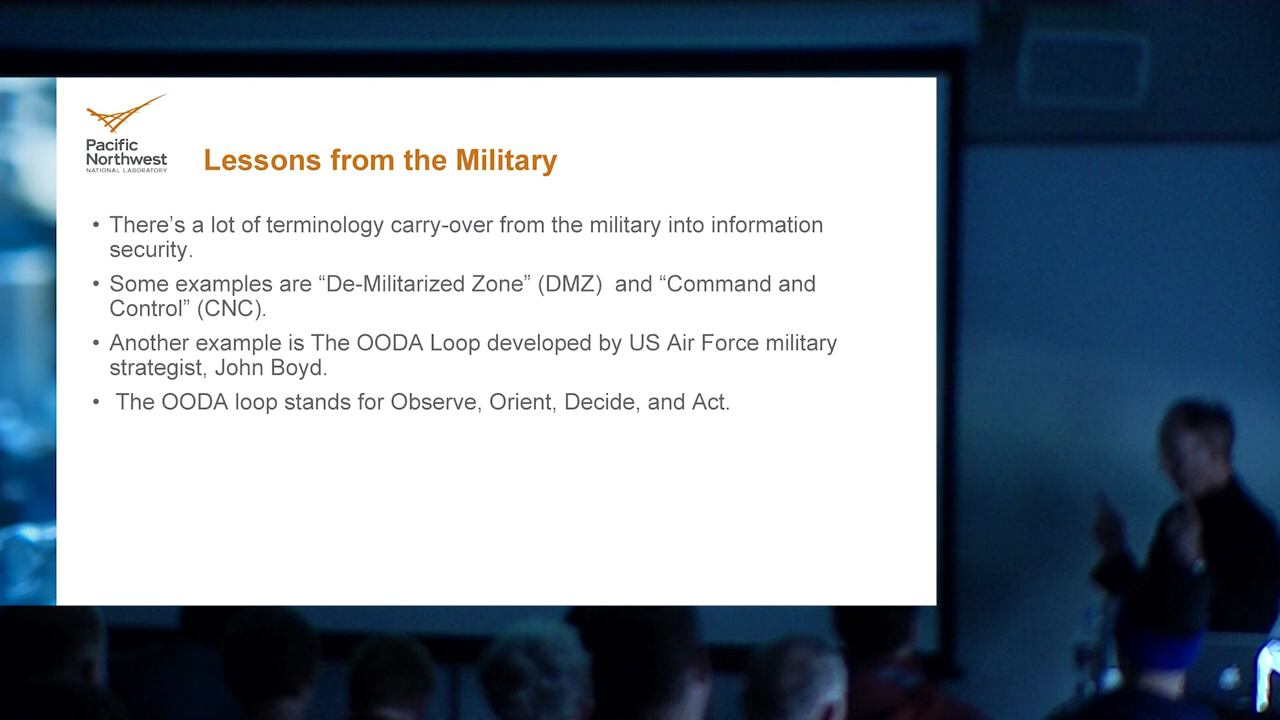 Pacific
Northwest
NATIONAL LABORATORY
Lessons from the Military
• There’s a lot of terminology carry-over from the military into information
security.
• Some examples are “De-Militarized Zone” (DMZ)  and “Command and
Control” (CNC).
• Another example is The OODA Loop developed by US Air Force military
strategist, John Boyd.
•  The OODA loop stands for Observe, Orient, Decide, and Act.